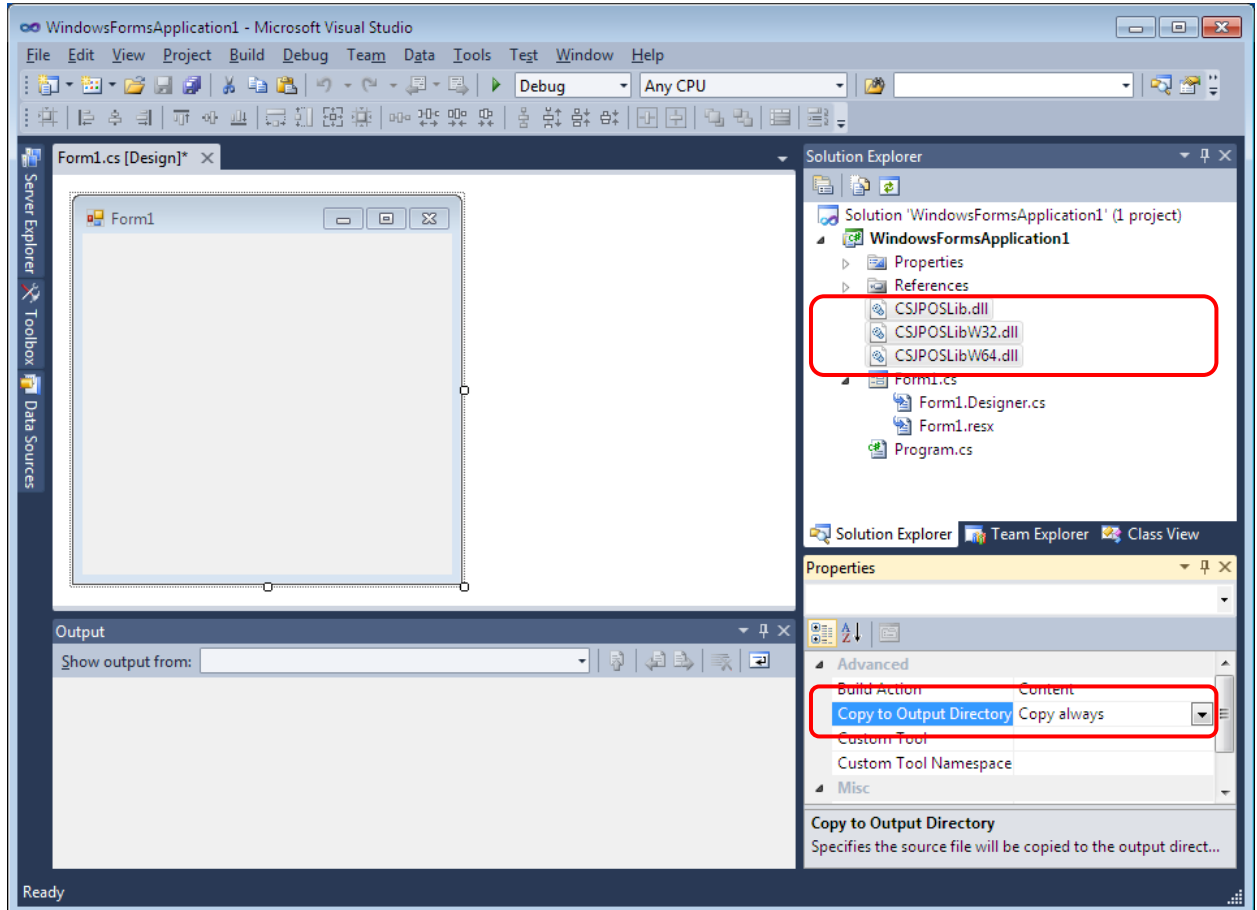 WindowsFormsApplication1 - Microsoft Visual Studio
File Edit View Project Build Debug Team Data Tools Test Window Help
Debug Any CPU
Server Explorer
Toolbox
Data Sources
Form1.cs [Design]*
Form1
Solution Explorer
Solution 'WindowsFormsApplication1' (1 project)
WindowsFormsApplication1
Properties
References
CSJPOSLib.dll
CSJPOSLibW32.dll
CSJPOSLibW64.dll
Form1.cs
Form1.Designer.cs
Form1.resx
Program.cs
Solution Explorer Team Explorer Class View
Properties
Advanced
Build Action Content
Copy to Output Directory Copy always
Custom Tool
Custom Tool Namespace
Misc
Copy to Output Directory
Specifies the source file will be copied to the output direct...
Output
Show output from:
Ready